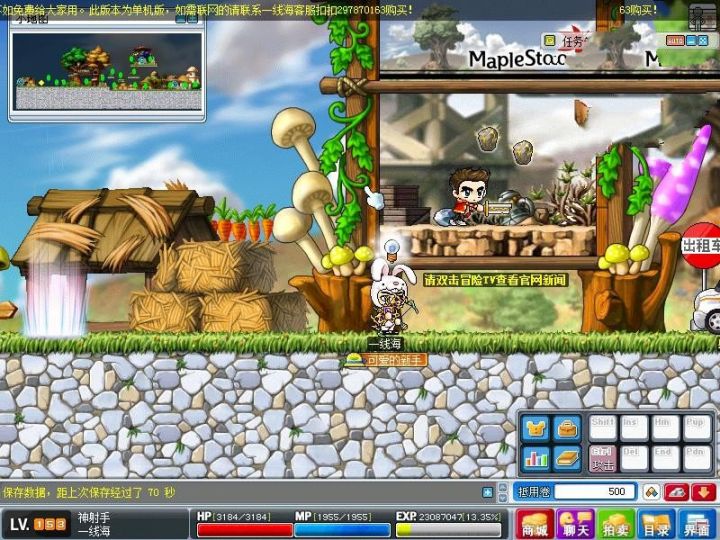 不如免费给大家用。此版本为单机版,如需联网的请联系一线海客服扣扣297870163购买!
63购买!
小地图
任务
MapleStoo
M
出租车
请双击冒险TV查看官网新闻
一线海
可爱的新手
Shift Ins Hm Pup
Ctrl Del End Pdn
攻击
保存数据,距上次保存经过了 70 秒
抵用卷 500
LV. 153 神射手
一线海
HP[3184/3184] MP[1955/1955] EXP.23087047[13.35%]
商城 聊天 拍卖 目录 界面